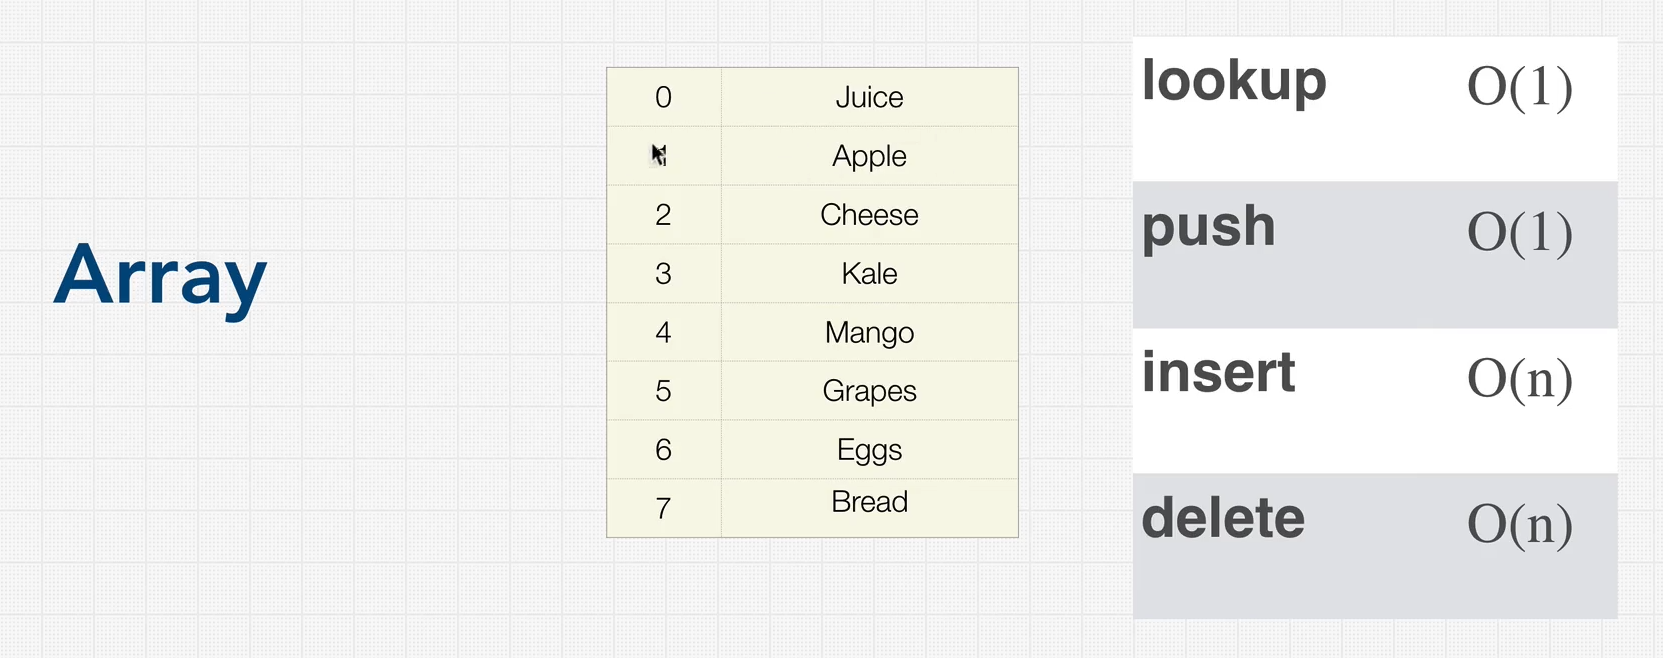 Array
0 Juice
Apple
2 Cheese
3 Kale
4 Mango
5 Grapes
6 Eggs
7 Bread
lookup O(1)
push O(1)
insert O(n)
delete O(n)